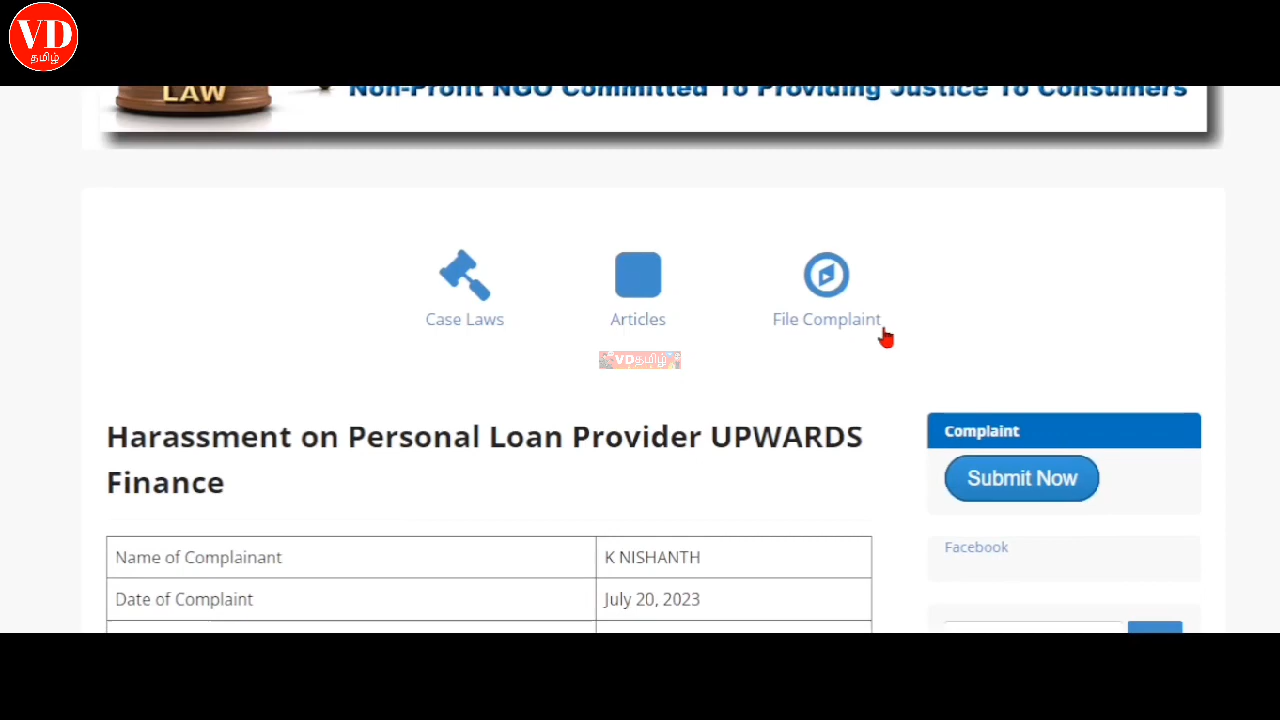 VD
தமிழ்
LAW
Non-Profit NGO Committed To Providing Justice To Consumers
Case Laws
Articles
File Complaint
VDதமிழ்
Harassment on Personal Loan Provider UPWARDS
Finance
Complaint
Submit Now
Facebook
Name of Complainant
K NISHANTH
Date of Complaint
July 20, 2023